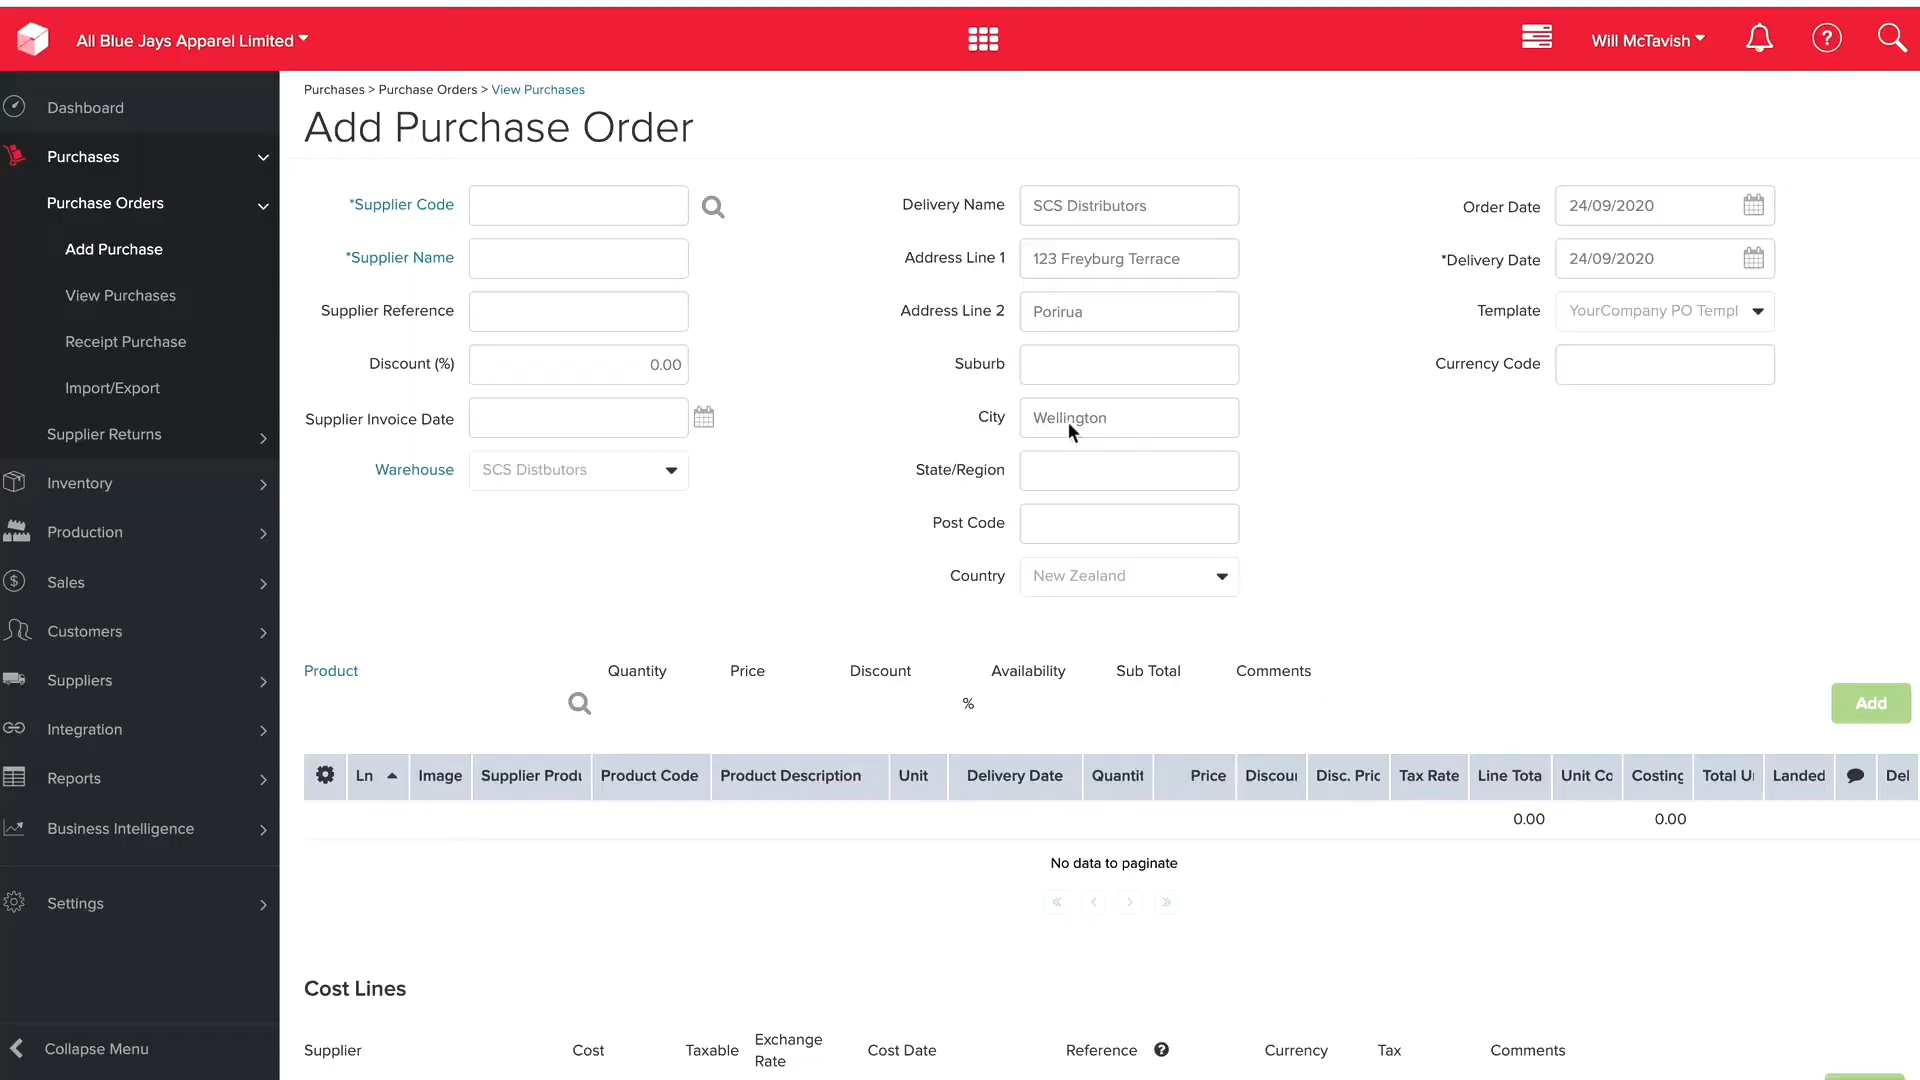 All Blue Jays Apparel Limited
Will McTavish
?
Dashboard
Purchases
Purchase Orders
Add Purchase
View Purchases
Receipt Purchase
Import/Export
Supplier Returns
Inventory
Production
Sales
Customers
Suppliers
Integration
Reports
Business Intelligence
Settings
Collapse Menu
Purchases > Purchase Orders > View Purchases
Add Purchase Order
*Supplier Code
*Supplier Name
Supplier Reference
Discount (%) 0.00
Supplier Invoice Date
Warehouse SCS Distbutors
Delivery Name SCS Distributors
Address Line 1 123 Freyburg Terrace
Address Line 2 Porirua
Suburb
City Wellington
State/Region
Post Code
Country New Zealand
Order Date 24/09/2020
*Delivery Date 24/09/2020
Template YourCompany PO Templ
Currency Code
Product Quantity Price Discount Availability Sub Total Comments
%
Add
Ln Image Supplier Produ Product Code Product Description Unit Delivery Date Quantit Price Discou Disc. Pric Tax Rate Line Tota Unit Co Costing Total U Landed Del
0.00 0.00
No data to paginate
« ‹ › »
Cost Lines
Supplier Cost Taxable Exchange Rate Cost Date Reference ? Currency Tax Comments